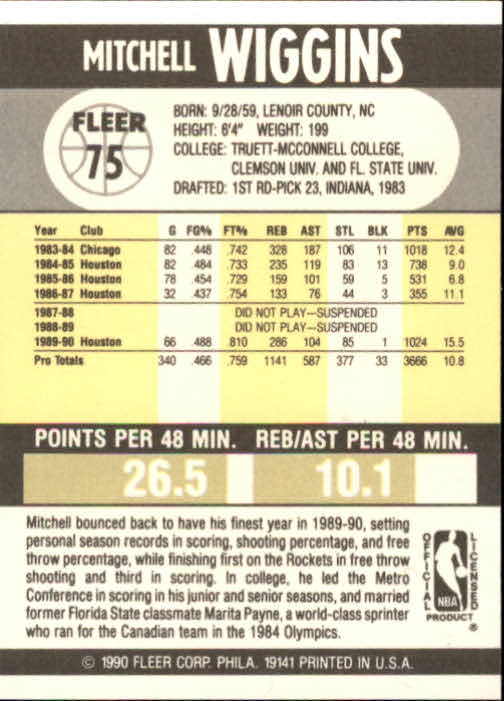 MITCHELL WIGGINS
FLEER
75
BORN: 9/28/59, LENOIR COUNTY, NC
HEIGHT: 6'4" WEIGHT: 199
COLLEGE: TRUETT-MCCONNELL COLLEGE,
CLEMSON UNIV. AND FL. STATE UNIV.
DRAFTED: 1ST RD-PICK 23, INDIANA, 1983
Year Club G FG% FT% REB AST STL BLK PTS AVG
1983-84 Chicago 82 .448 .742 328 187 106 11 1018 12.4
1984-85 Houston 82 .484 .733 235 119 83 13 738 9.0
1985-86 Houston 78 .454 .729 159 101 59 5 531 6.8
1986-87 Houston 32 .437 .754 133 76 44 3 355 11.1
1987-88 DID NOT PLAY—SUSPENDED
1988-89 DID NOT PLAY—SUSPENDED
1989-90 Houston 66 .488 .810 286 104 85 1 1024 15.5
Pro Totals 340 .466 .759 1141 587 377 33 3666 10.8
POINTS PER 48 MIN. REB/AST PER 48 MIN.
26.5 10.1
Mitchell bounced back to have his finest year in 1989-90, setting
personal season records in scoring, shooting percentage, and free
throw percentage, while finishing first on the Rockets in free throw
shooting and third in scoring. In college, he led the Metro
Conference in scoring in his junior and senior seasons, and married
former Florida State classmate Marita Payne, a world-class sprinter
who ran for the Canadian team in the 1984 Olympics.
OFFICIAL LICENSED
NBA
PRODUCT ®
© 1990 FLEER CORP. PHILA. 19141 PRINTED IN U.S.A.